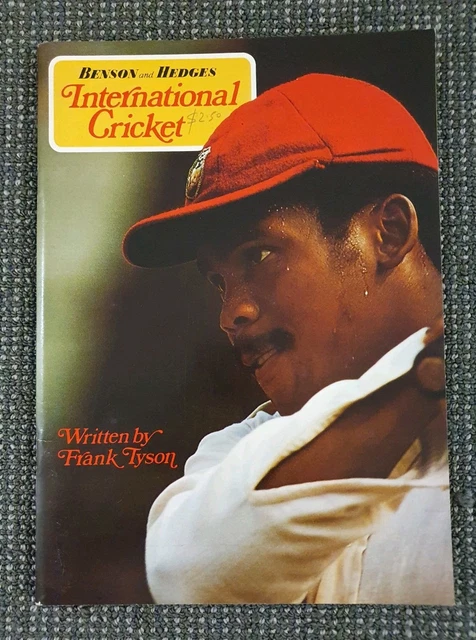 BENSON and HEDGES
International
Cricket $2.50
Written by
Frank Tyson